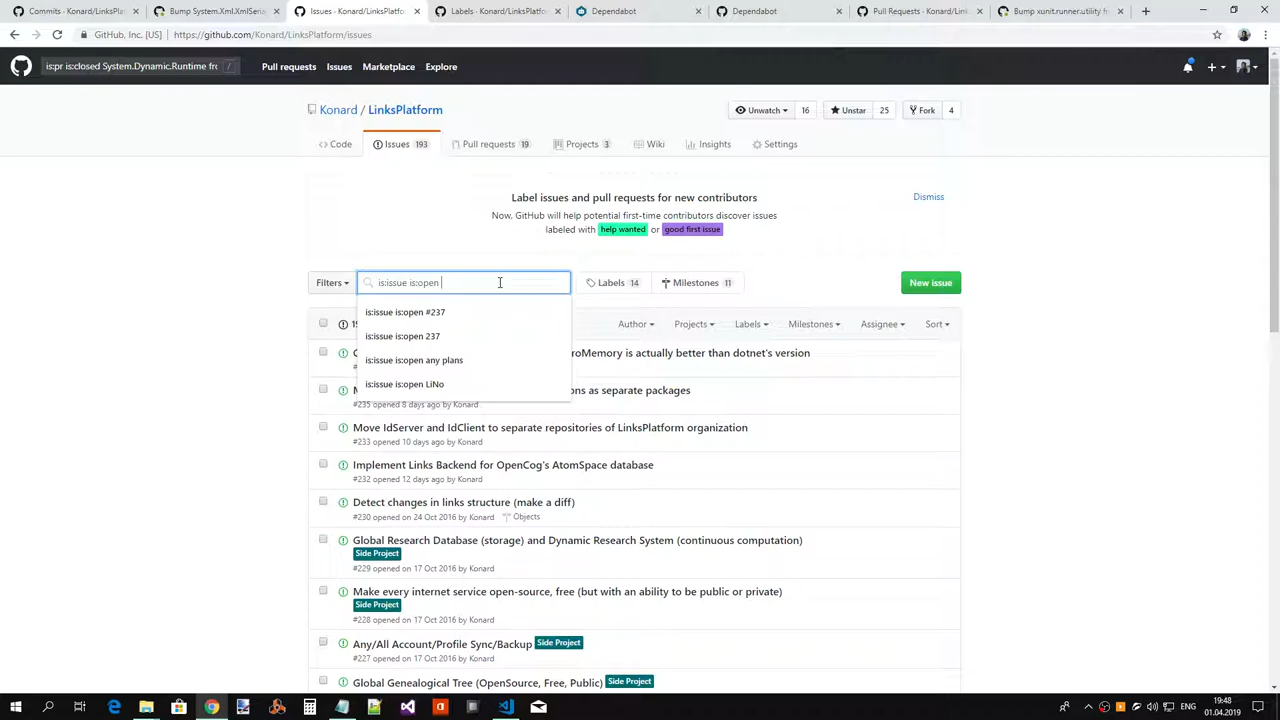 Commits - Konard/LinksPla
Bump System.Xml.XmlSeria
Issues - Konard/LinksPlatfo
Labels - Konard/LinksPlatf
Dependabot
Dependabot
Pull Requests - Konard/Lin
Bump xunit.runner.utility f
GitHub, Inc. [US]
https://github.com/Konard/LinksPlatform/issues
is:pr is:closed System.Dynamic.Runtime fr
/
Pull requests
Issues
Marketplace
Explore
Konard / LinksPlatform
Unwatch
16
Unstar
25
Fork
4
Code
Issues 193
Pull requests 19
Projects 3
Wiki
Insights
Settings
Label issues and pull requests for new contributors
Dismiss
Now, GitHub will help potential first-time contributors discover issues
labeled with help wanted or good first issue
Filters
is:issue is:open
Labels 14
Milestones 11
New issue
is:issue is:open #237
is:issue is:open 237
is:issue is:open any plans
is:issue is:open LiNo
Author
Projects
Labels
Milestones
Assignee
Sort
roMemory is actually better than dotnet's version
ons as separate packages
#235 opened 8 days ago by Konard
Move IdServer and IdClient to separate repositories of LinksPlatform organization
#233 opened 10 days ago by Konard
Implement Links Backend for OpenCog's AtomSpace database
#232 opened 12 days ago by Konard
Detect changes in links structure (make a diff)
#230 opened on 24 Oct 2016 by Konard Objects
Global Research Database (storage) and Dynamic Research System (continuous computation)
Side Project
#229 opened on 17 Oct 2016 by Konard
Make every internet service open-source, free (but with an ability to be public or private)
Side Project
#228 opened on 17 Oct 2016 by Konard
Any/All Account/Profile Sync/Backup Side Project
#227 opened on 17 Oct 2016 by Konard
Global Genealogical Tree (OpenSource, Free, Public) Side Project
ENG
19:48
01.04.2019